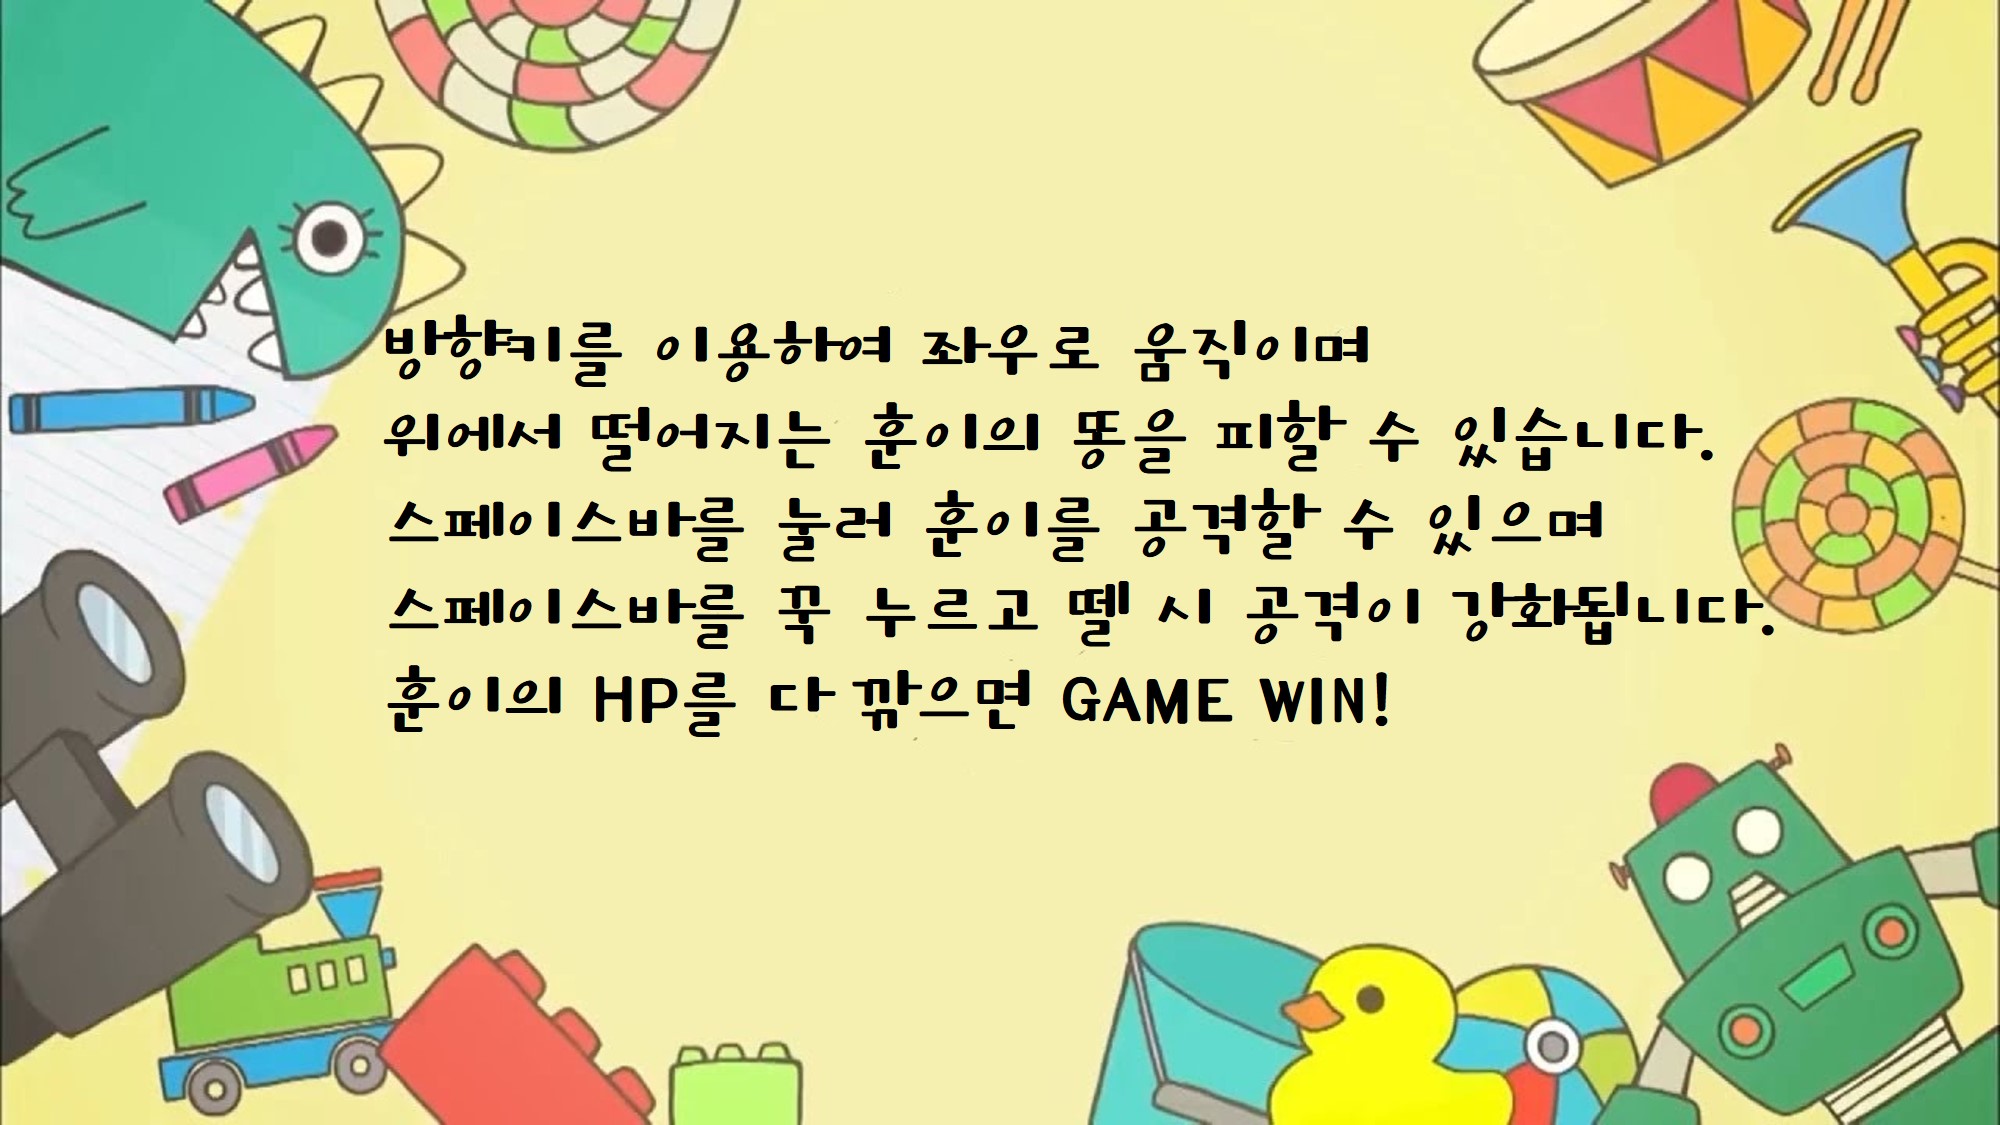 방향키를 이용하여 좌우로 움직이며
위에서 떨어지는 훈이의 똥을 피할 수 있습니다.
스페이스바를 눌러 훈이를 공격할 수 있으며
스페이스바를 꾹 누르고 뗄 시 공격이 강화됩니다.
훈이의 HP를 다 깎으면 GAME WIN!